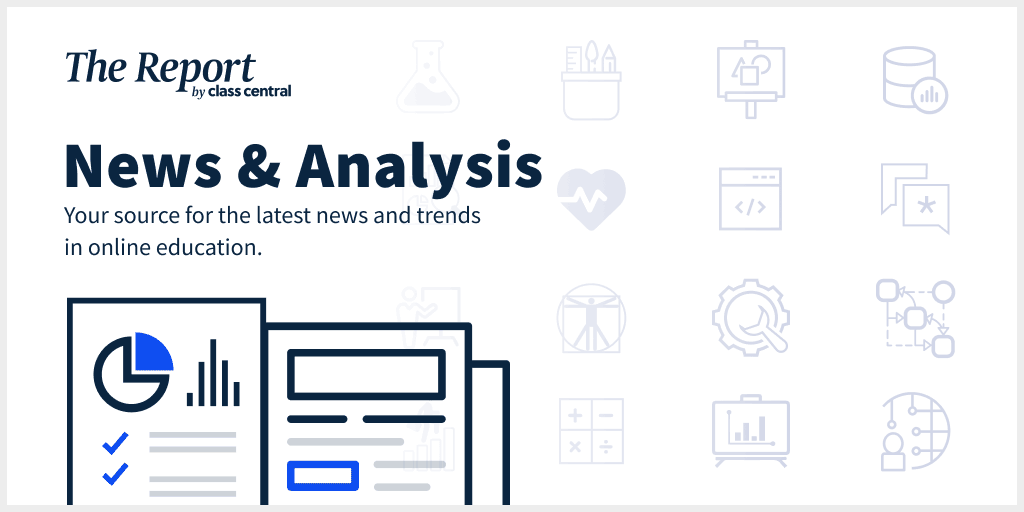 The Report
by class central
News & Analysis
Your source for the latest news and trends
in online education.